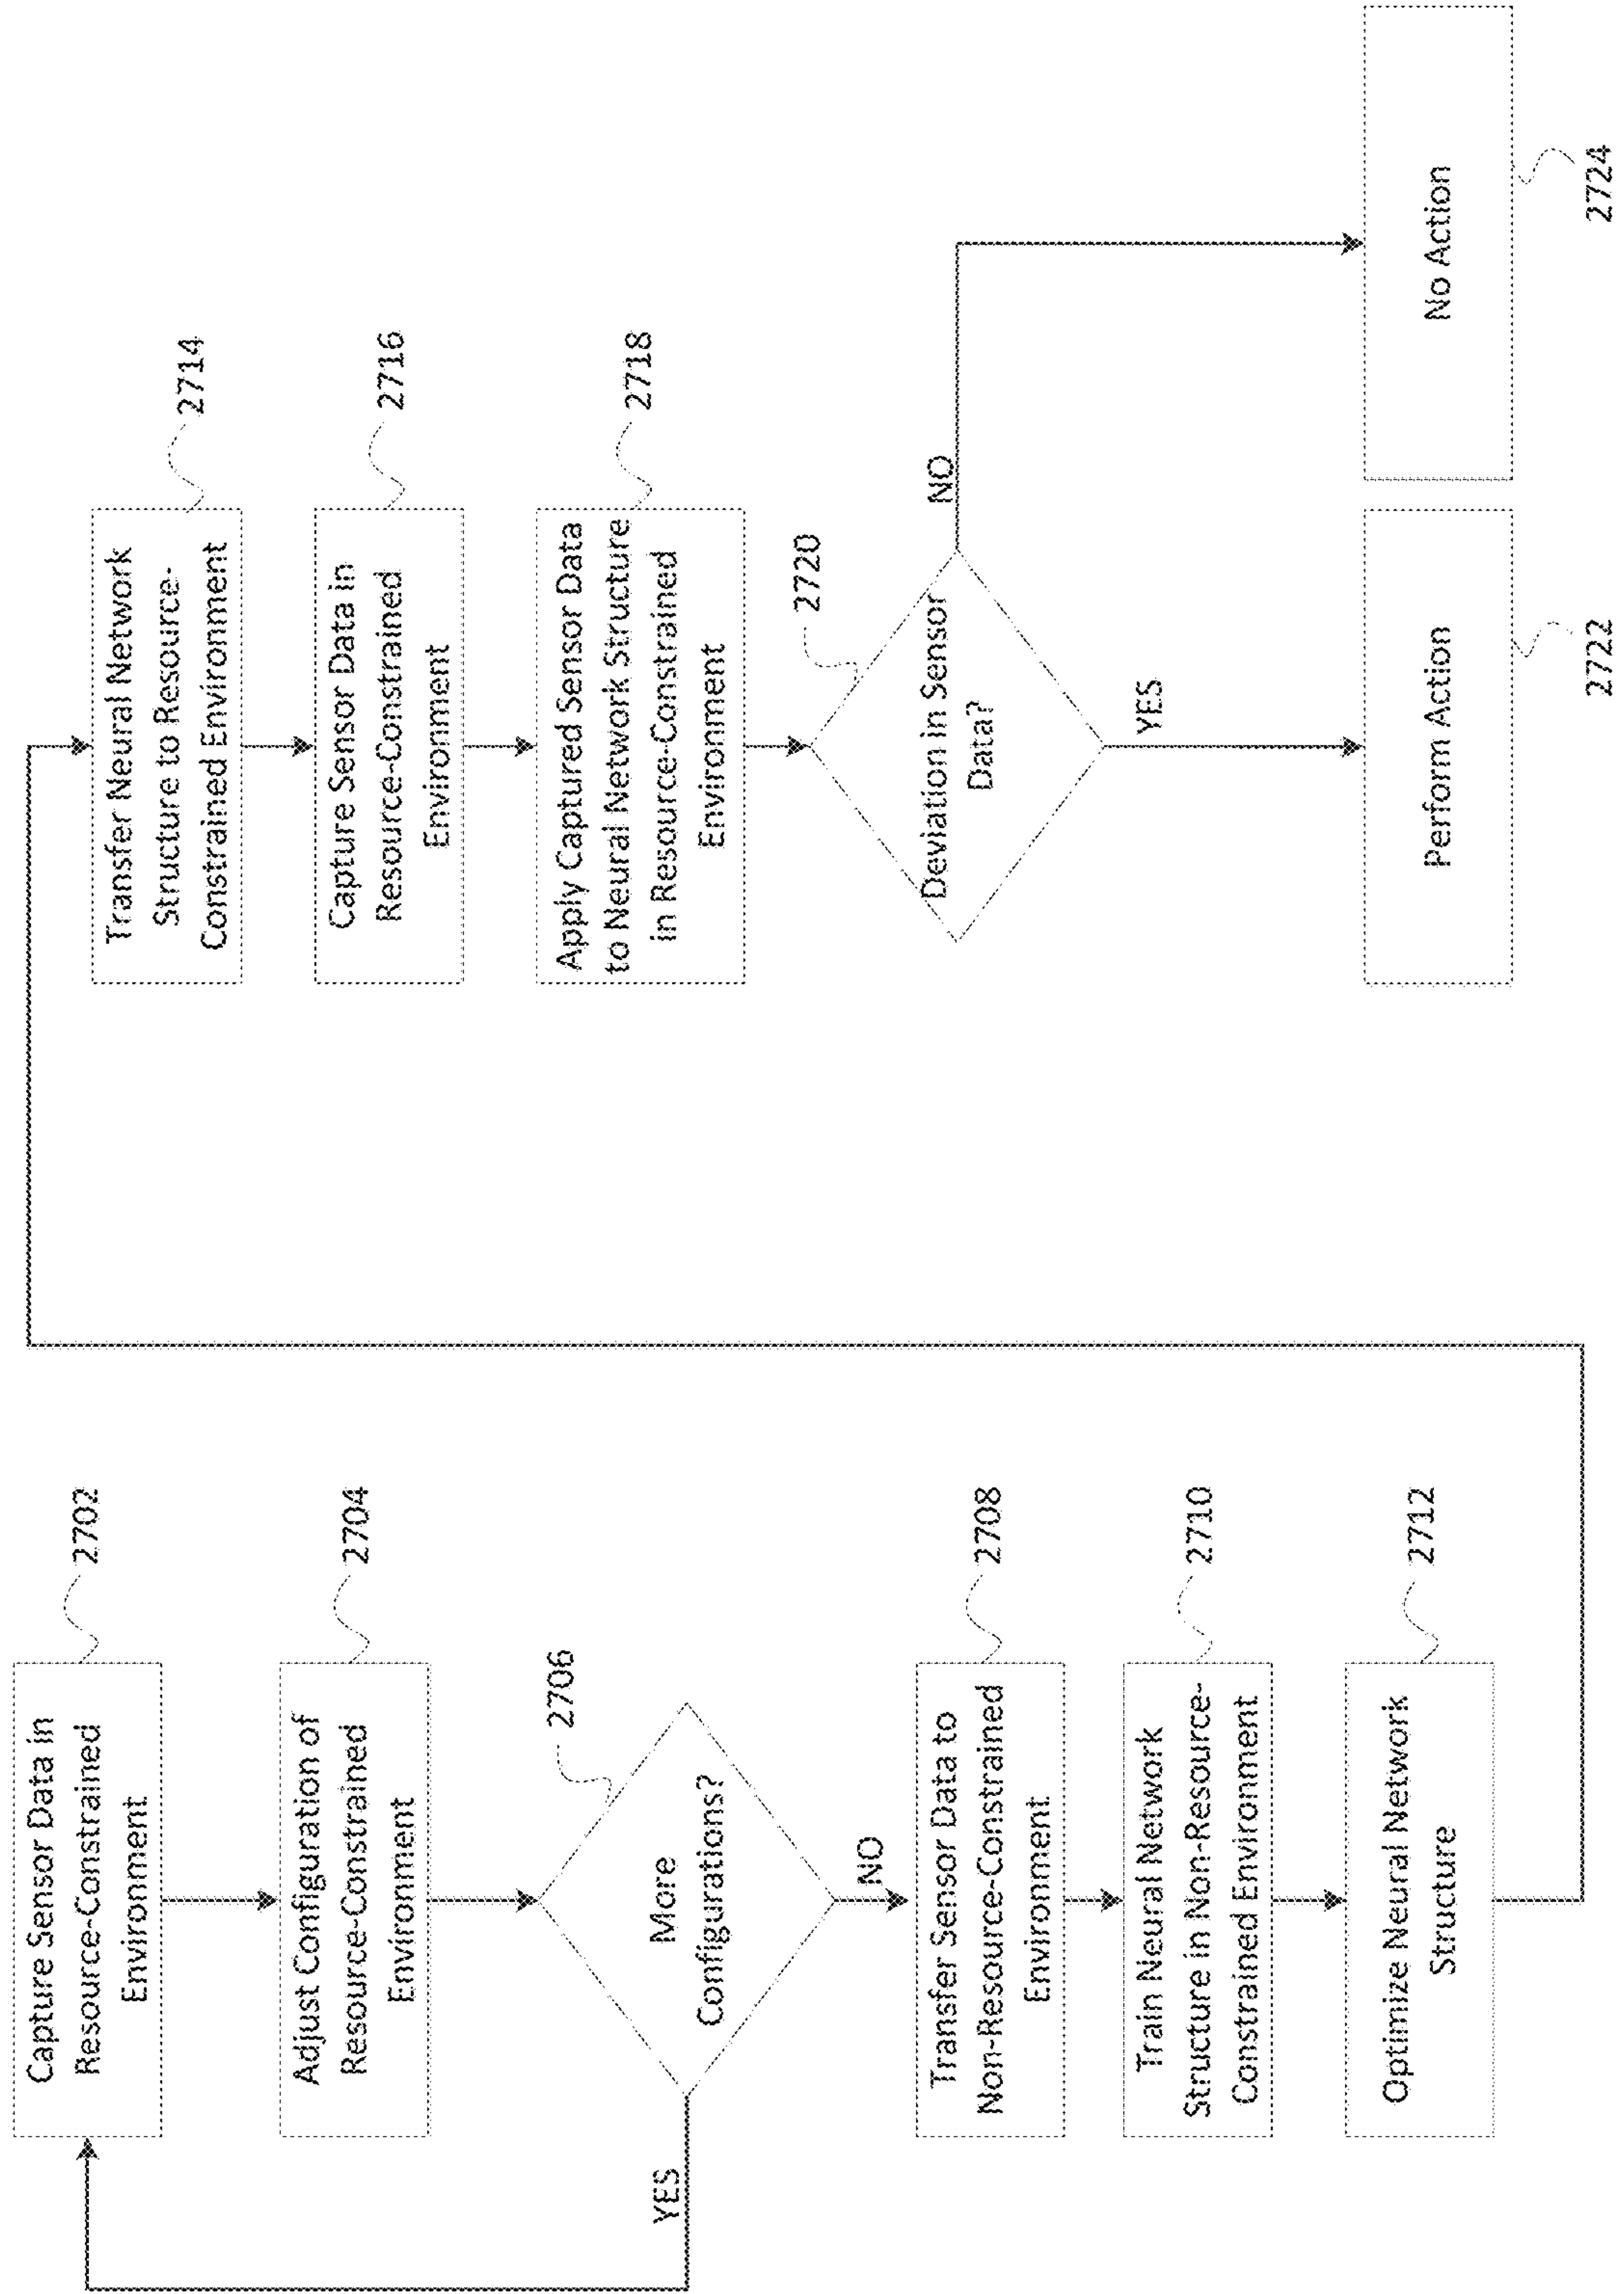 Capture Sensor Data in
Resource-Constrained
Environment
2702
Adjust Configuration of
Resource-Constrained
Environment
2704
More
Configurations?
2706
YES
NO
Transfer Sensor Data to
Non-Resource-Constrained
Environment
2708
Train Neural Network
Structure in Non-Resource-
Constrained Environment
2710
Optimize Neural Network
Structure
2712
Transfer Neural Network
Structure to Resource-
Constrained Environment
2714
Capture Sensor Data in
Resource-Constrained
Environment
2716
Apply Captured Sensor Data
to Neural Network Structure
in Resource-Constrained
Environment
2718
Deviation in Sensor
Data?
2720
NO
YES
Perform Action
2722
No Action
2724